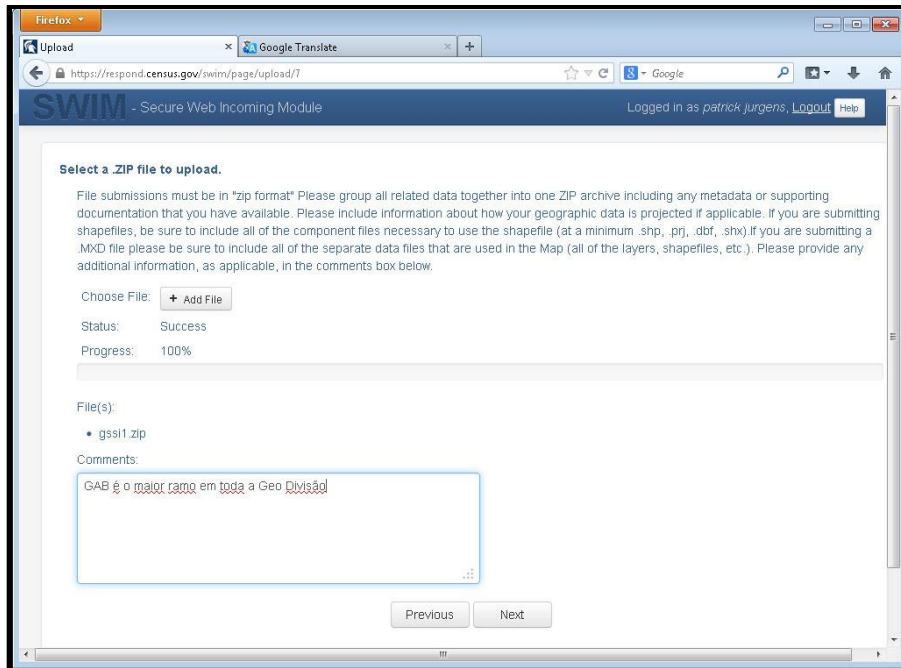 Firefox
Upload
Google Translate
https://respond.census.gov/swim/page/upload/7
Google
SWIM - Secure Web Incoming Module
Logged in as patrick jurgens, Logout Help
Select a .ZIP file to upload.
File submissions must be in "zip format" Please group all related data together into one ZIP archive including any metadata or supporting
documentation that you have available. Please include information about how your geographic data is projected if applicable. If you are submitting
shapefiles, be sure to include all of the component files necessary to use the shapefile (at a minimum .shp, .prj, .dbf, .shx).If you are submitting a
.MXD file please be sure to include all of the separate data files that are used in the Map (all of the layers, shapefiles, etc.). Please provide any
additional information, as applicable, in the comments box below.
Choose File: + Add File
Status: Success
Progress: 100%
File(s):
• gssi1.zip
Comments:
GAB é o maior ramo em toda a Geo Divisão
Previous Next